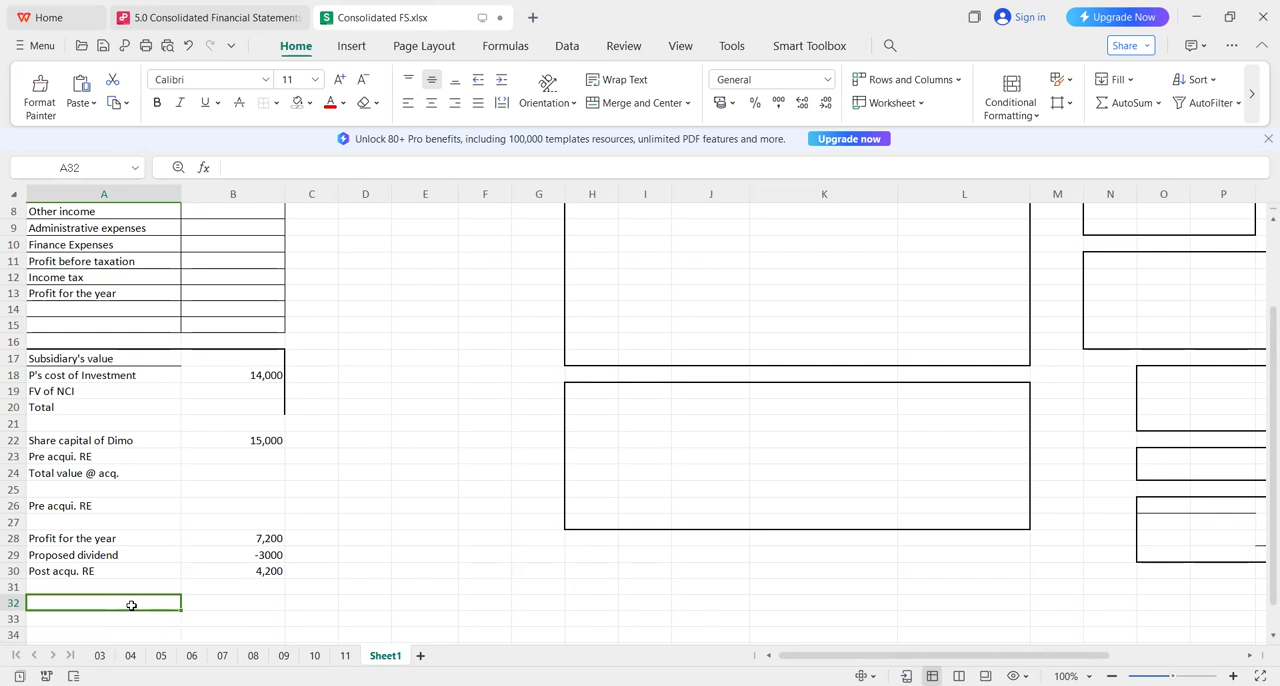 Home
5.0 Consolidated Financial Statements
Consolidated FS.xlsx
Sign in
Upgrade Now
Menu
Home
Insert
Page Layout
Formulas
Data
Review
View
Tools
Smart Toolbox
Share
Format Painter
Paste
Calibri
11
Wrap Text
Orientation
Merge and Center
General
Rows and Columns
Worksheet
Conditional Formatting
Fill
Sort
AutoSum
AutoFilter
Unlock 80+ Pro benefits, including 100,000 templates resources, unlimited PDF features and more.
Upgrade now
A32
fx
A B C D E F G H I J K L M N O P
8 Other income
9 Administrative expenses
10 Finance Expenses
11 Profit before taxation
12 Income tax
13 Profit for the year
14
15
16
17 Subsidiary's value
18 P's cost of Investment 14,000
19 FV of NCI
20 Total
21
22 Share capital of Dimo 15,000
23 Pre acqui. RE
24 Total value @ acq.
25
26 Pre acqui. RE
27
28 Profit for the year 7,200
29 Proposed dividend -3000
30 Post acqu. RE 4,200
31
32
33
34
03 04 05 06 07 08 09 10 11 Sheet1
100%